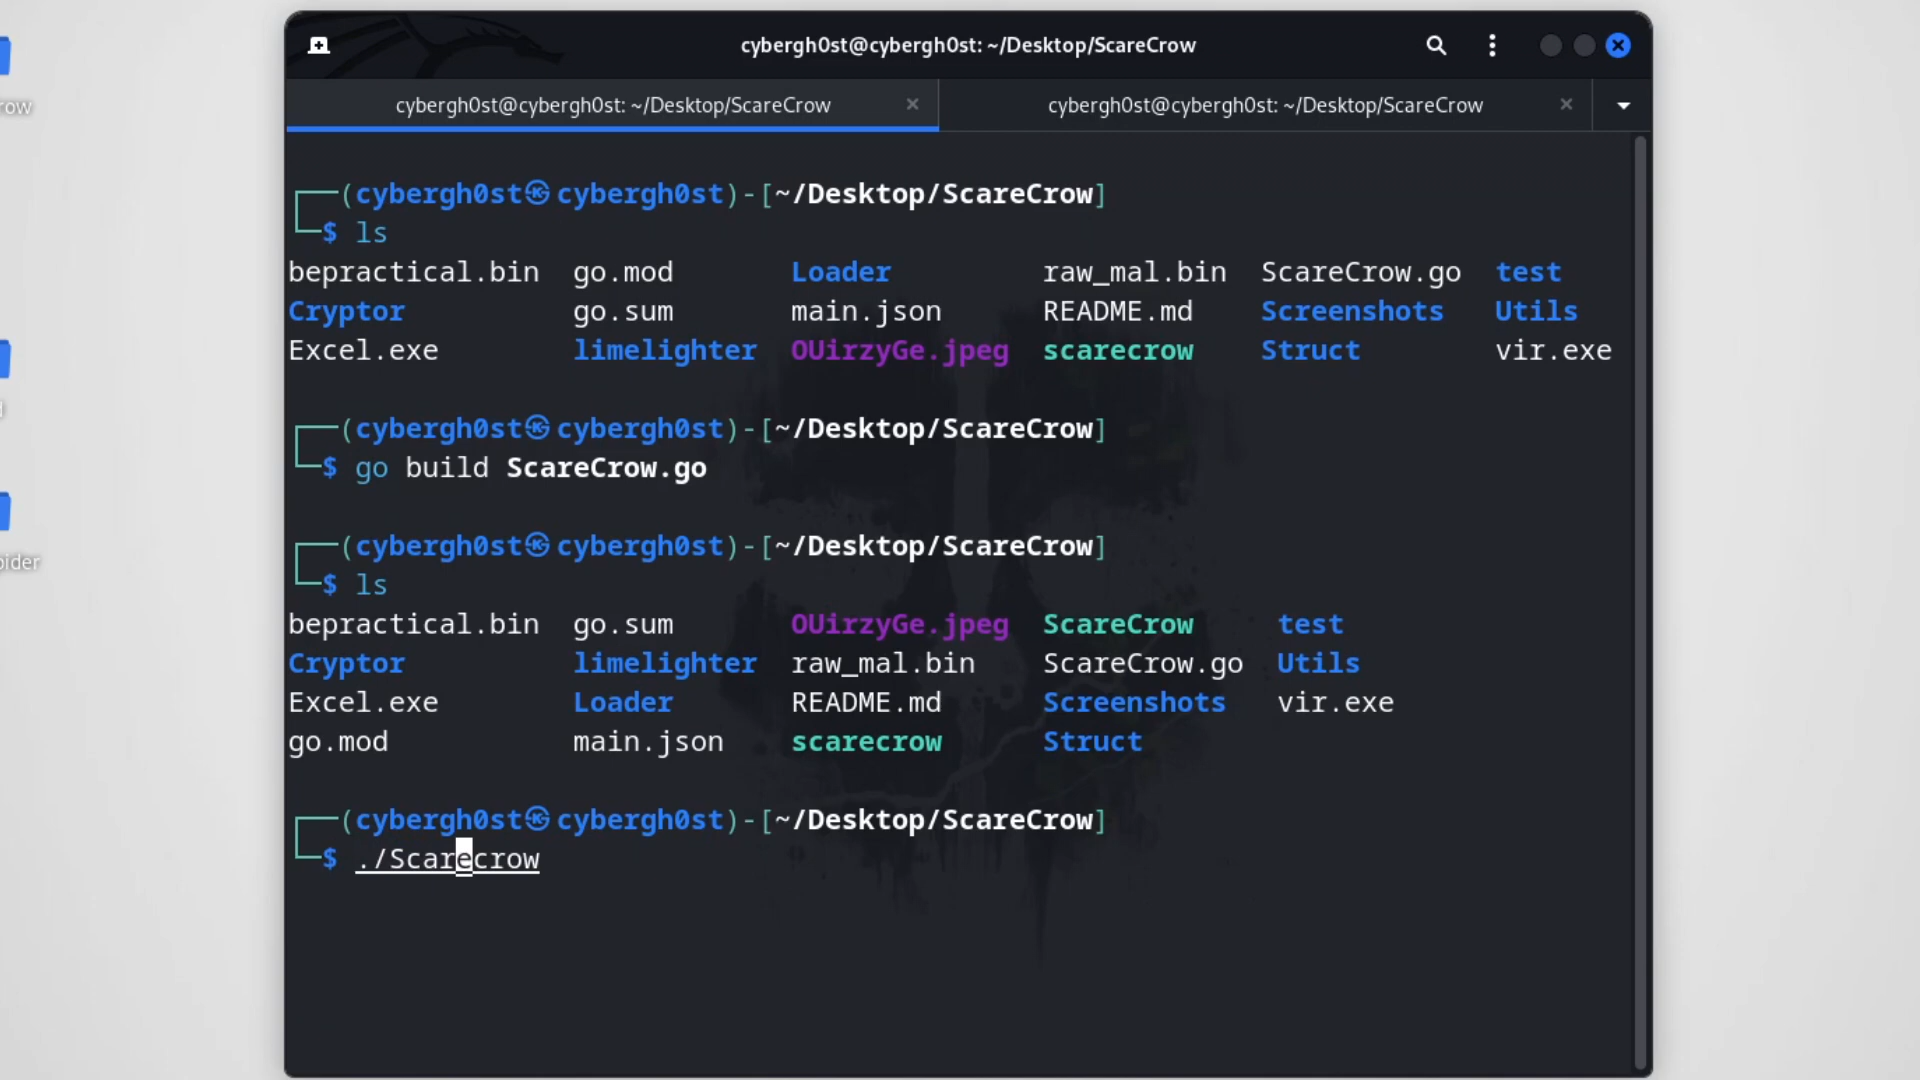 cybergh0st@cybergh0st: ~/Desktop/ScareCrow
cybergh0st@cybergh0st: ~/Desktop/ScareCrow
cybergh0st@cybergh0st: ~/Desktop/ScareCrow
(cybergh0st㉿cybergh0st)-[~/Desktop/ScareCrow]
$ ls
bepractical.bin go.mod Loader raw_mal.bin ScareCrow.go test
Cryptor go.sum main.json README.md Screenshots Utils
Excel.exe limelighter OUirzyGe.jpeg scarecrow Struct vir.exe
(cybergh0st㉿cybergh0st)-[~/Desktop/ScareCrow]
$ go build ScareCrow.go
(cybergh0st㉿cybergh0st)-[~/Desktop/ScareCrow]
$ ls
bepractical.bin go.sum OUirzyGe.jpeg ScareCrow test
Cryptor limelighter raw_mal.bin ScareCrow.go Utils
Excel.exe Loader README.md Screenshots vir.exe
go.mod main.json scarecrow Struct
(cybergh0st㉿cybergh0st)-[~/Desktop/ScareCrow]
$ ./Scarecrow